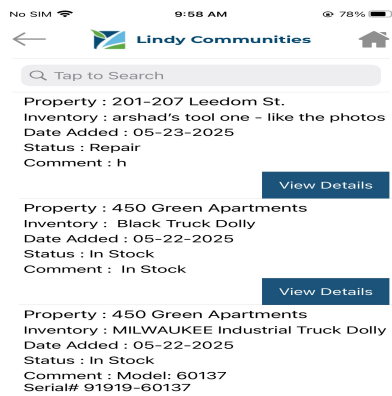 No SIM 9:58 AM 78%
Lindy Communities
Tap to Search
Property : 201-207 Leedom St.
Inventory : arshad's tool one - like the photos
Date Added : 05-23-2025
Status : Repair
Comment : h
View Details
Property : 450 Green Apartments
Inventory :  Black Truck Dolly
Date Added : 05-22-2025
Status : In Stock
Comment :  In Stock
View Details
Property : 450 Green Apartments
Inventory : MILWAUKEE Industrial Truck Dolly
Date Added : 05-22-2025
Status : In Stock
Comment : Model: 60137
Serial# 91919-60137